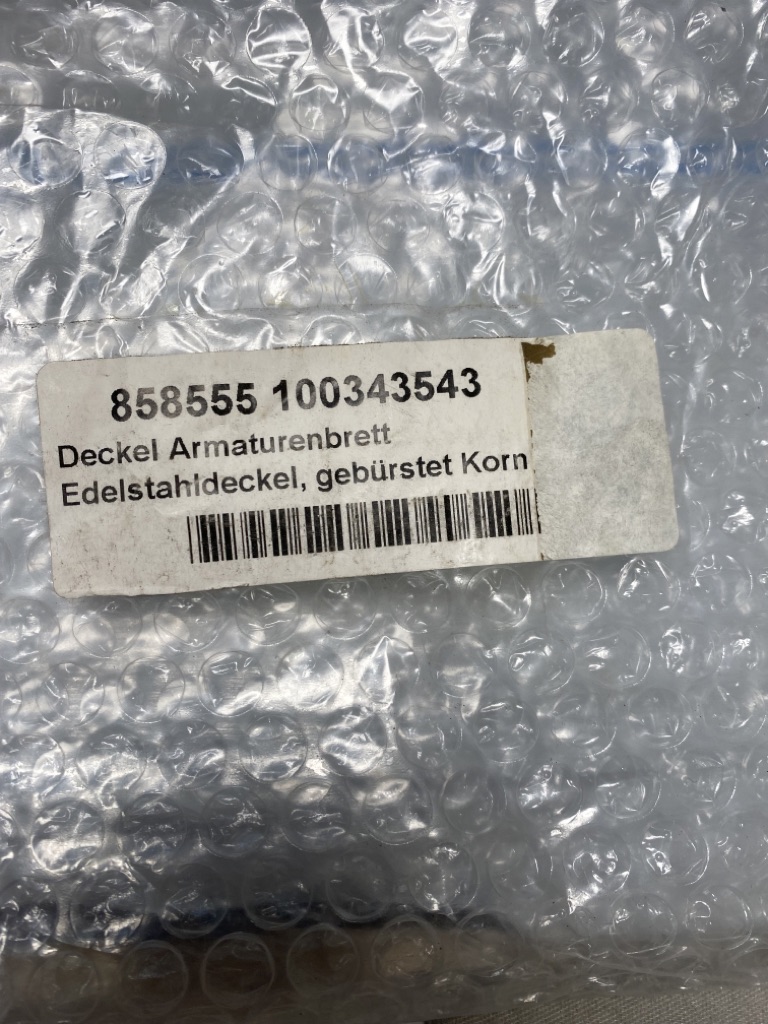 858555 100343543
Deckel Armaturenbrett
Edelstahldeckel, gebürstet Korn